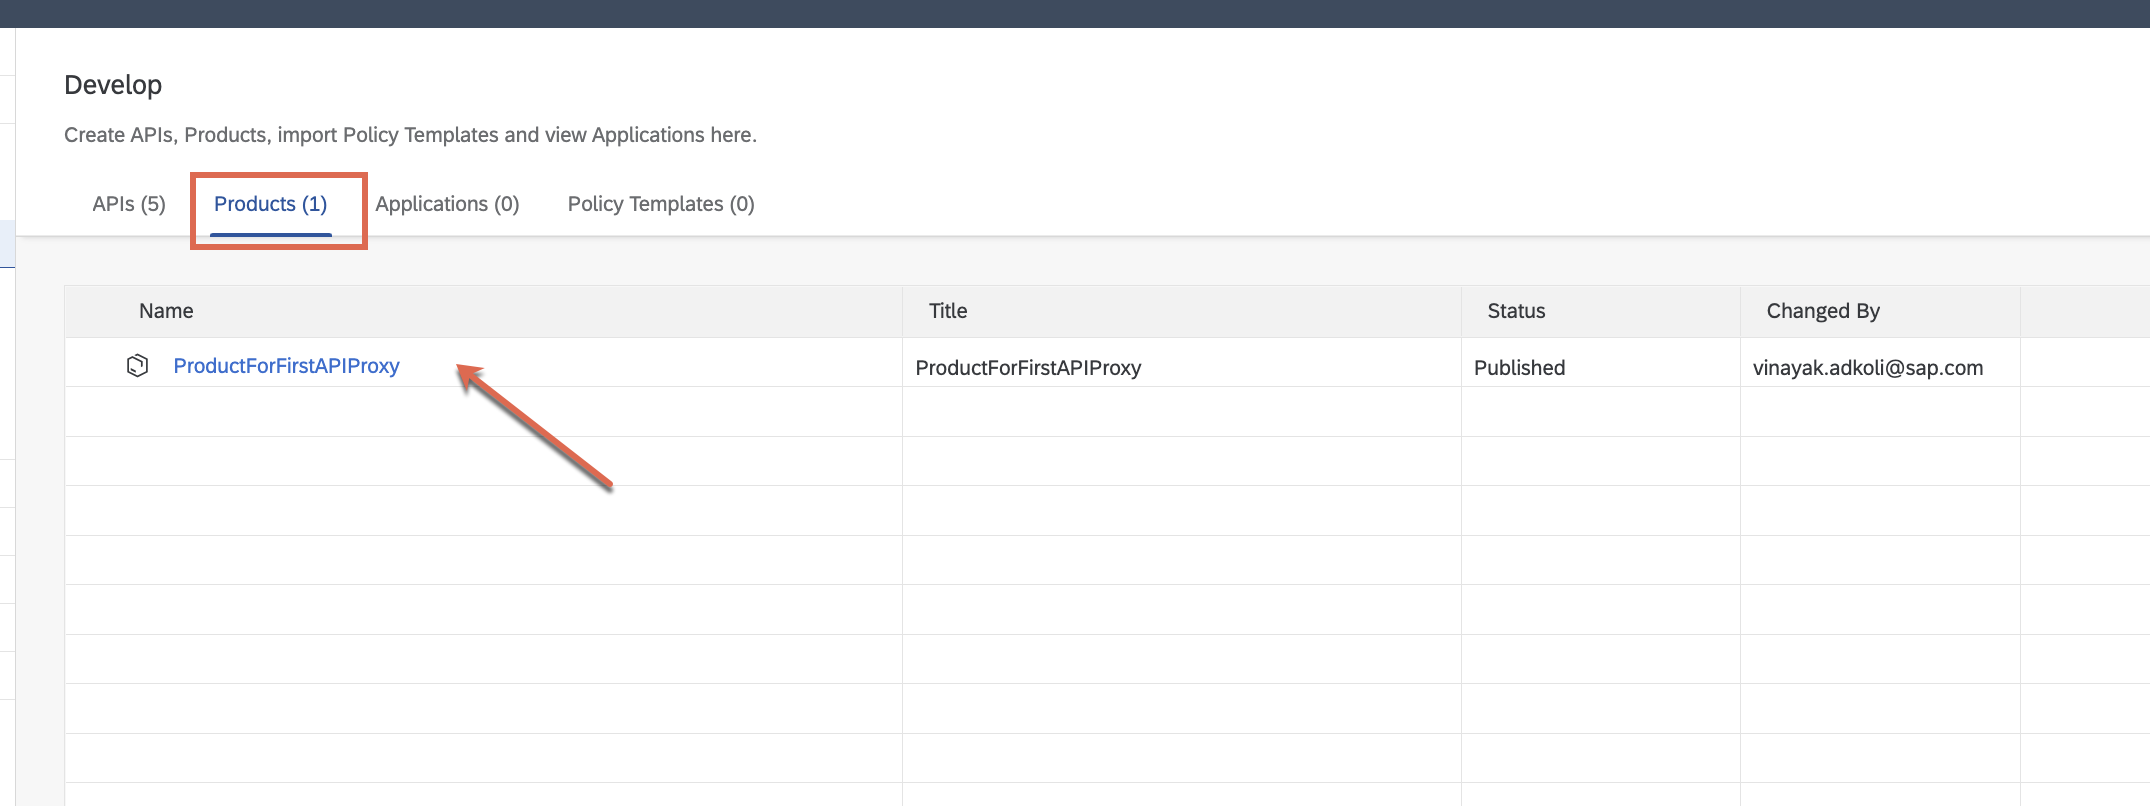 Develop
Create APIs, Products, import Policy Templates and view Applications here.
APIs (5) Products (1) Applications (0) Policy Templates (0)
Name Title Status Changed By
ProductForFirstAPIProxy ProductForFirstAPIProxy Published vinayak.adkoli@sap.com